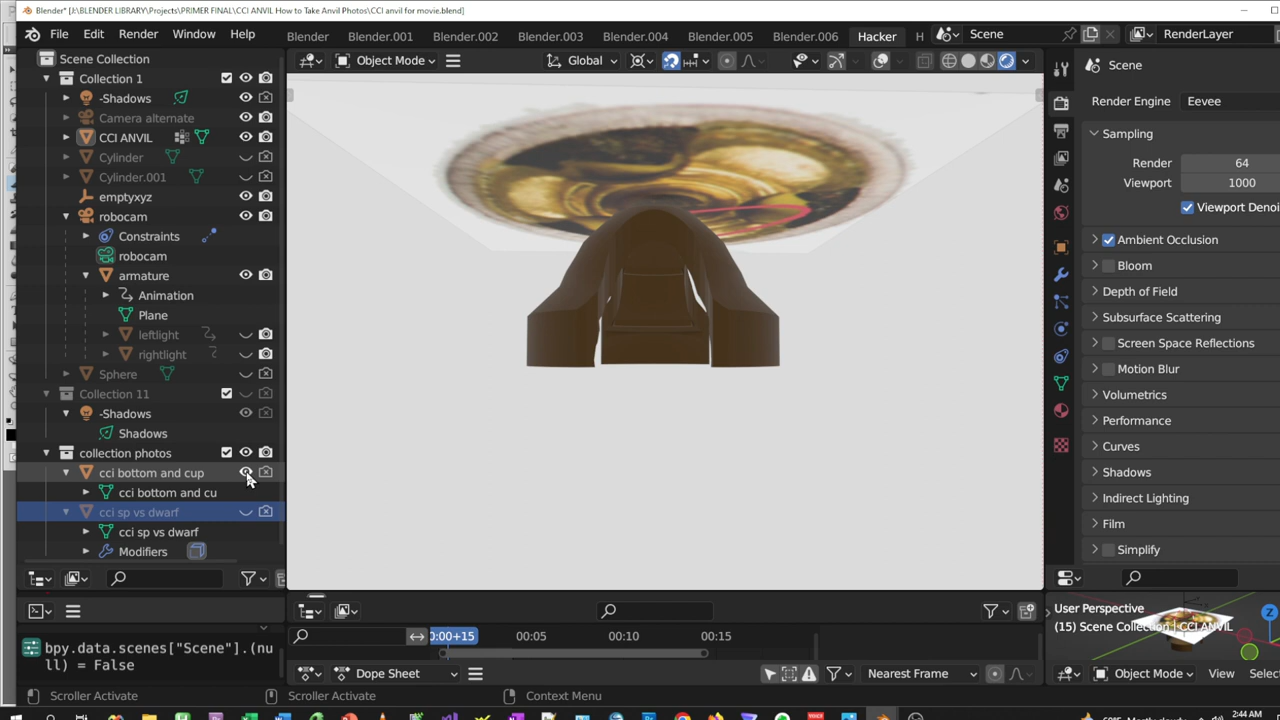 Blender* [J:\BLENDER LIBRARY\Projects\PRIMER FINAL\CCI ANVIL How to Take Anvil Photos\CCI anvil for movie.blend]
File Edit Render Window Help Blender Blender.001 Blender.002 Blender.003 Blender.004 Blender.005 Blender.006 Hacker H Scene RenderLayer
Scene Collection
Object Mode Global
Scene
Collection 1
-Shadows
Render Engine Eevee
Camera alternate
CCI ANVIL
Sampling
Cylinder
Render 64
Cylinder.001
Viewport 1000
emptyxyz
Viewport Denoi
robocam
Constraints
Ambient Occlusion
robocam
Bloom
armature
Depth of Field
Animation
Subsurface Scattering
Plane
Screen Space Reflections
leftlight
Motion Blur
rightlight
Sphere
Volumetrics
Collection 11
Performance
-Shadows
Curves
Shadows
Shadows
collection photos
Indirect Lighting
cci bottom and cup
Film
cci bottom and cu
Simplify
cci sp vs dwarf
cci sp vs dwarf
Modifiers
User Perspective
(15) Scene Collection | CCI ANVIL
0:00+15 00:05 00:10 00:15
bpy.data.scenes["Scene"].(nu
ll) = False
Dope Sheet Nearest Frame Object Mode View Selec
Scroller Activate Scroller Activate Context Menu
2:44 AM